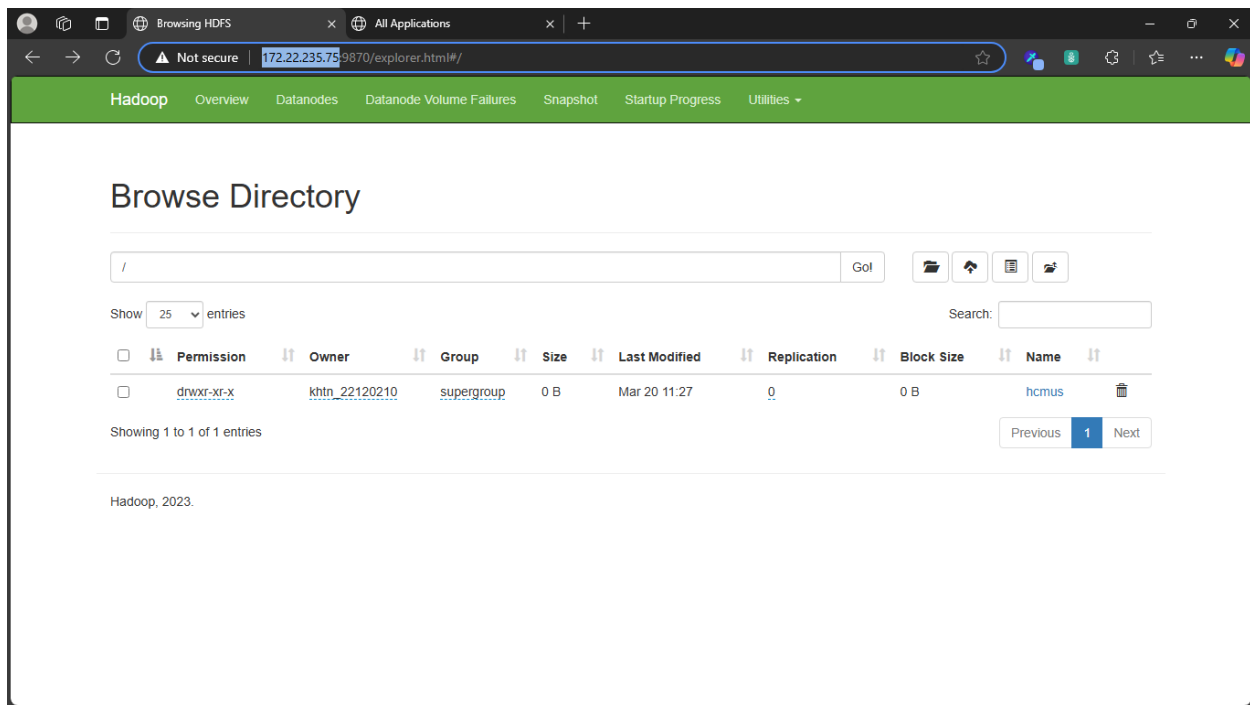 Browsing HDFS All Applications
Not secure 172.22.235.75:9870/explorer.html#/
Hadoop Overview Datanodes Datanode Volume Failures Snapshot Startup Progress Utilities
Browse Directory
/ Go!
Show 25 entries Search:
Permission Owner Group Size Last Modified Replication Block Size Name
drwxr-xr-x khtn_22120210 supergroup 0 B Mar 20 11:27 0 0 B hcmus
Showing 1 to 1 of 1 entries Previous 1 Next
Hadoop, 2023.